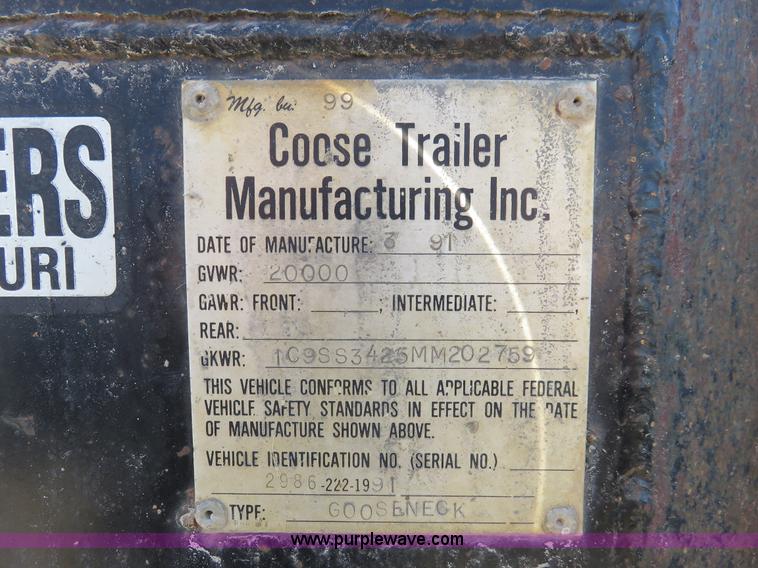 Mfg. by: 99
Coose Trailer
Manufacturing Inc.
ERS
URI
DATE OF MANUFACTURE: 3 91
GVWR: 20000
GAWR: FRONT: , INTERMEDIATE: ,
REAR:
GKWR: 1C9SS3425MM202759
THIS VEHICLE CONFORMS TO ALL APPLICABLE FEDERAL
VEHICLE SAFETY STANDARDS IN EFFECT ON THE DATE
OF MANUFACTURE SHOWN ABOVE.
VEHICLE IDENTIFICATION NO. (SERIAL NO.)
2986-222-1991
TYPE: GOOSENECK
www.purplewave.com